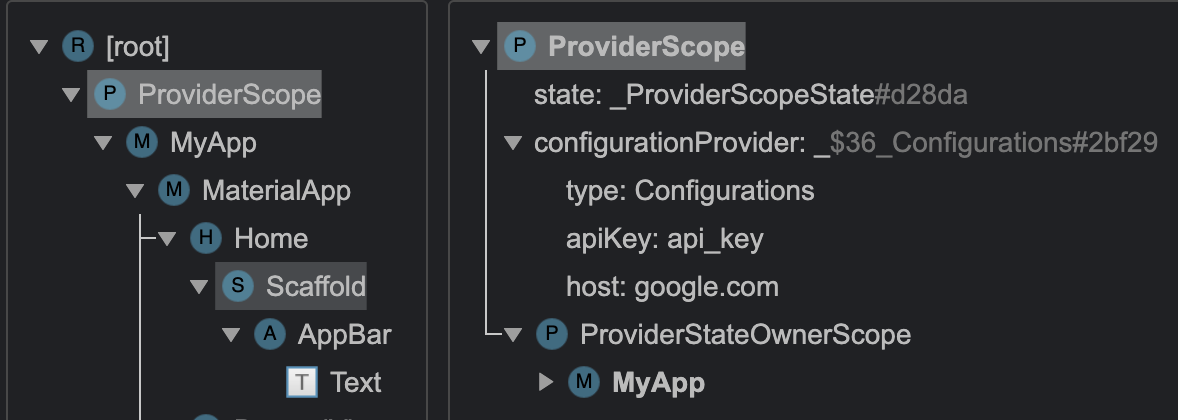 R [root]
P ProviderScope
M MyApp
M MaterialApp
H Home
S Scaffold
A AppBar
T Text
P ProviderScope
state: _ProviderScopeState#d28da
configurationProvider: _$36_Configurations#2bf29
type: Configurations
apiKey: api_key
host: google.com
P ProviderStateOwnerScope
M MyApp